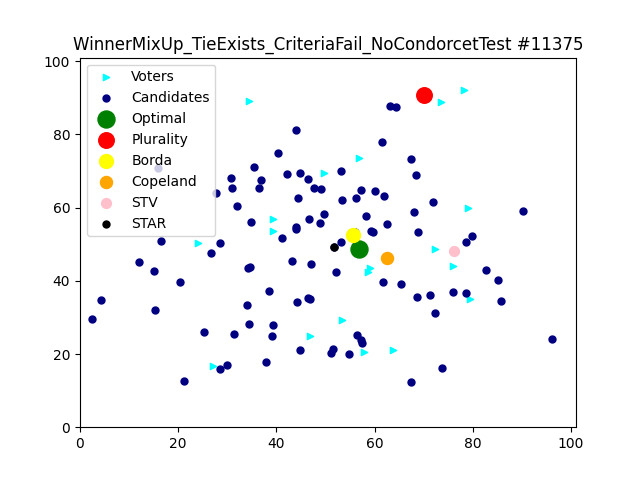 WinnerMixUp_TieExists_CriteriaFail_NoCondorcetTest #11375
100
80
60
40
20
0
0 20 40 60 80 100
Voters
Candidates
Optimal
Plurality
Borda
Copeland
STV
STAR